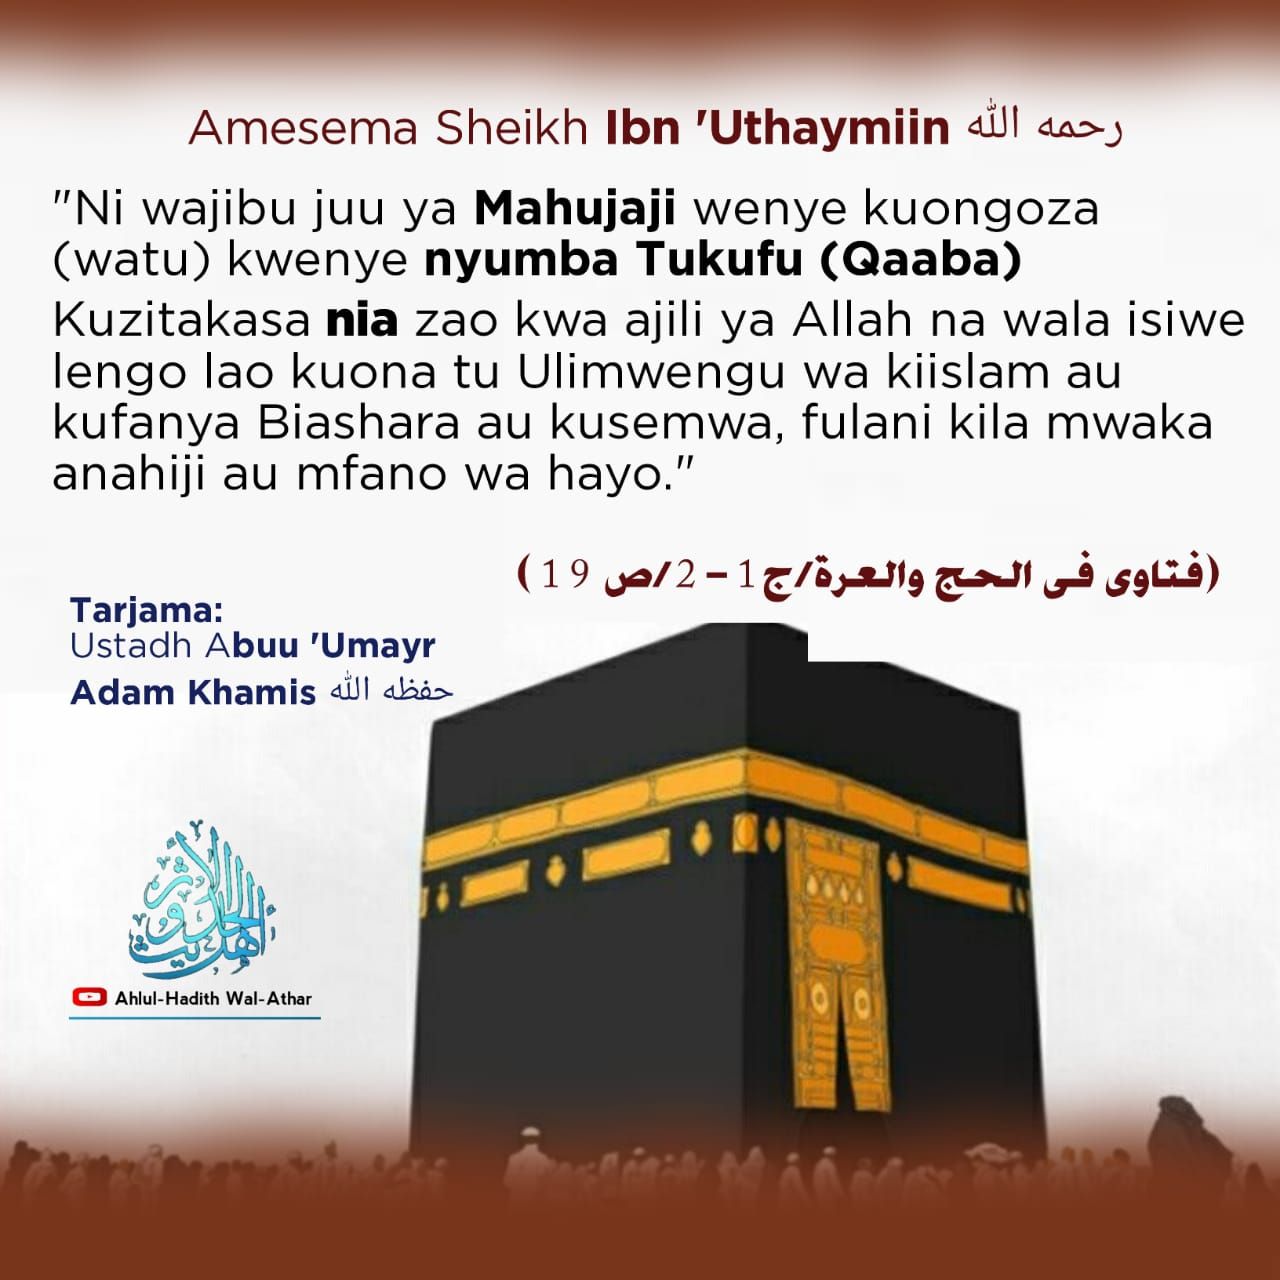 Amesema Sheikh Ibn 'Uthaymiin رحمه الله
"Ni wajibu juu ya Mahujaji wenye kuongoza
(watu) kwenye nyumba Tukufu (Qaaba)
Kuzitakasa nia zao kwa ajili ya Allah na wala isiwe
lengo lao kuona tu Ulimwengu wa kiislam au
kufanya Biashara au kusemwa, fulani kila mwaka
anahiji au mfano wa hayo."
(فتاوى فى الحج والعرة/ج1-2/ص 19)
Tarjama:
Ustadh Abuu 'Umayr
Adam Khamis حفظه الله
أهل الحديث والأثر
Ahlul-Hadith Wal-Athar